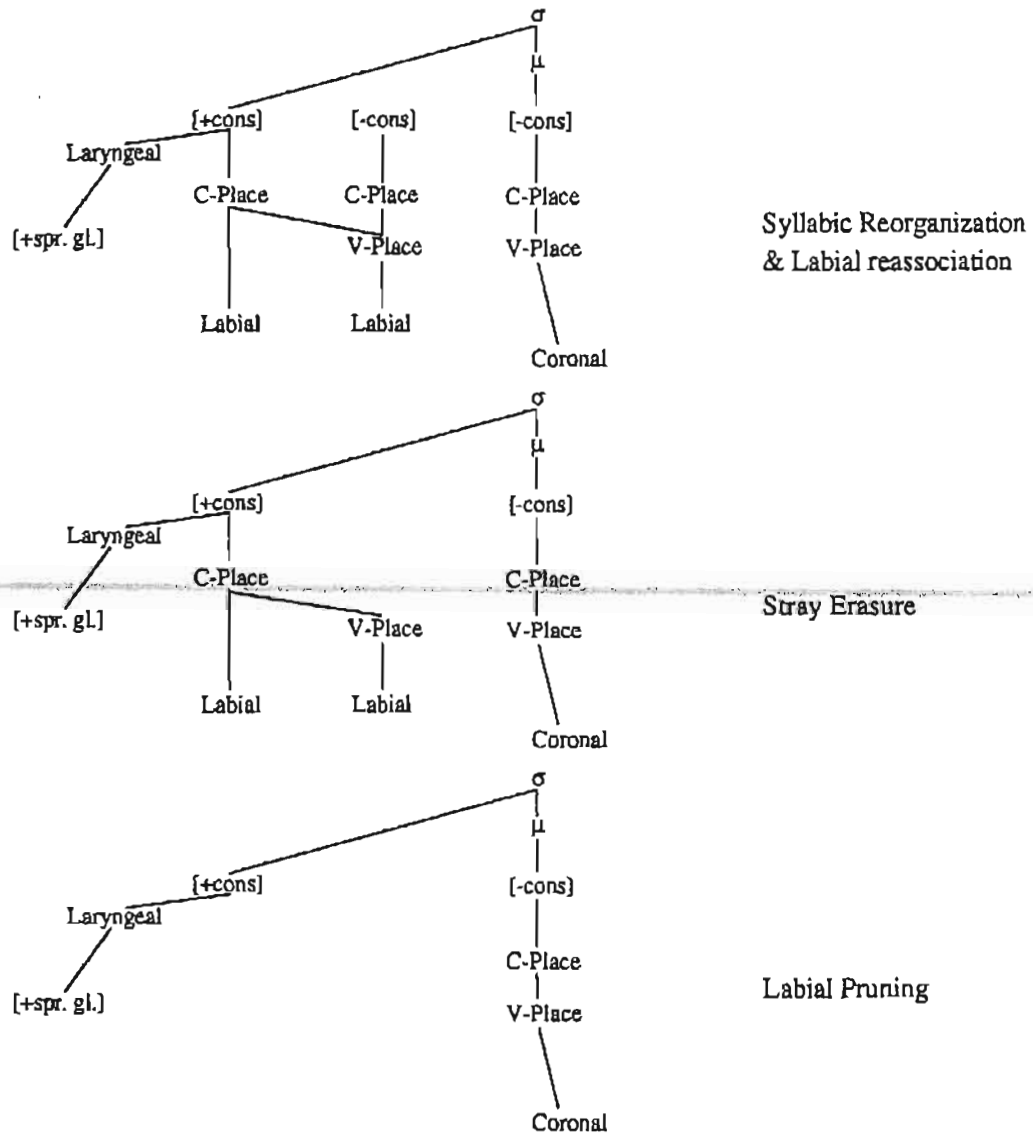 σ
μ
[+cons] [-cons] [-cons]
Laryngeal
C-Place C-Place C-Place
[+spr. gl.] V-Place V-Place
Syllabic Reorganization
& Labial reassociation
Labial Labial
Coronal
σ
μ
[+cons] [-cons]
Laryngeal
C-Place C-Place
[+spr. gl.] V-Place V-Place
Stray Erasure
Labial Labial
Coronal
σ
μ
[+cons] [-cons]
Laryngeal
C-Place
[+spr. gl.] V-Place
Labial Pruning
Coronal